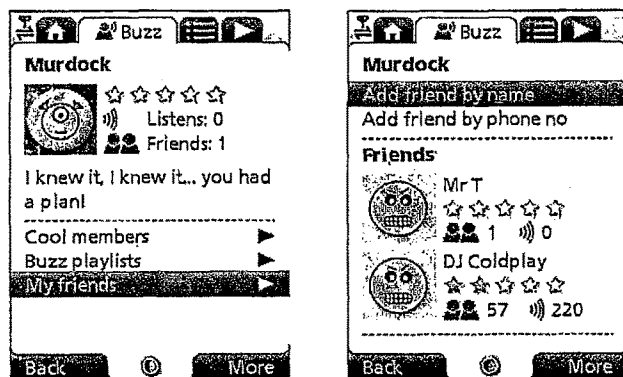 Buzz
Murdock
Listens: 0
Friends: 1
I knew it, I knew it... you had
a plan!
Cool members
Buzz playlists
My friends
Back
More
Buzz
Murdock
Add friend by name
Add friend by phone no
Friends
Mr T
1 0
DJ Coldplay
57 220
Back
More